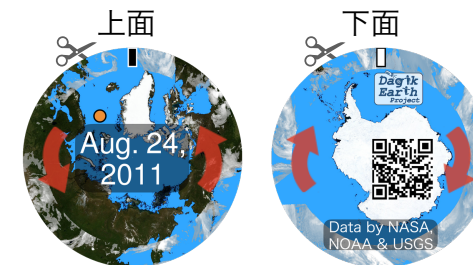 上面
下面
Aug. 24,
2011
Dagik
Earth
Project
Data by NASA,
NOAA & USGS